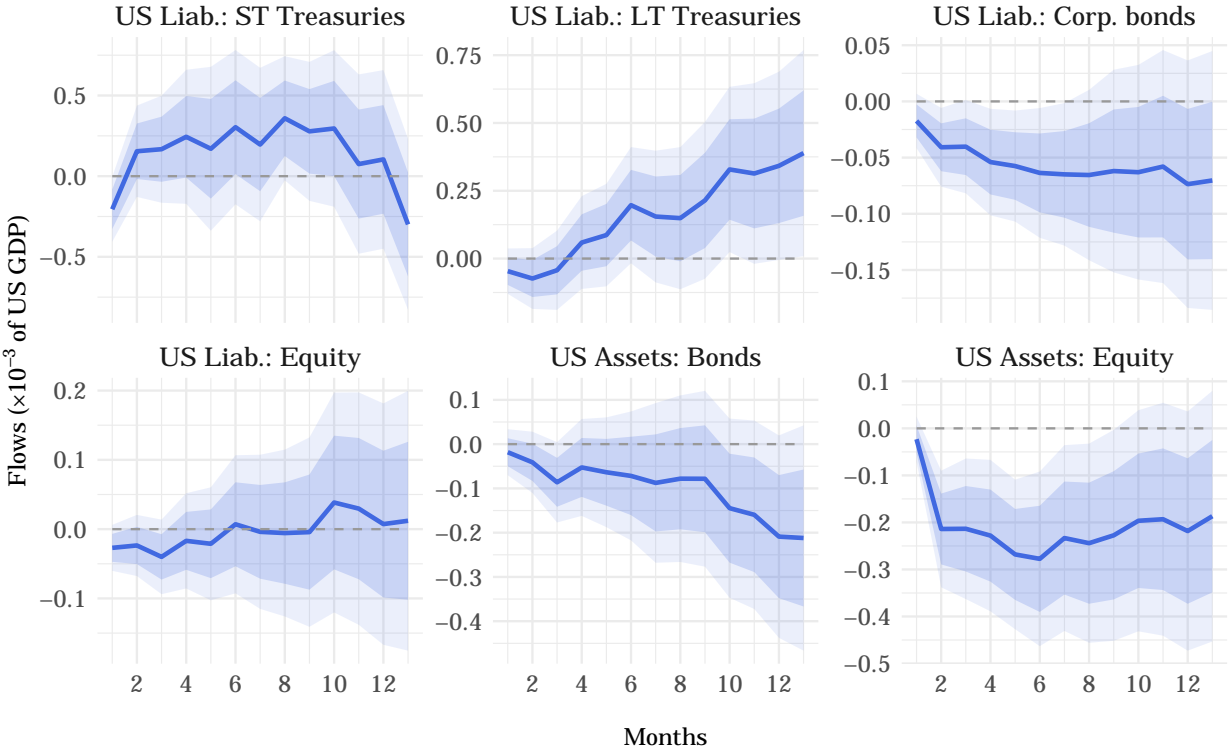 US Liab.: ST Treasuries
US Liab.: LT Treasuries
US Liab.: Corp. bonds
0.5
0.0
−0.5
0.75
0.50
0.25
0.00
0.05
0.00
−0.05
−0.10
−0.15
Flows (×10⁻³ of US GDP)
US Liab.: Equity
US Assets: Bonds
US Assets: Equity
0.2
0.1
0.0
−0.1
0.1
0.0
−0.1
−0.2
−0.3
−0.4
0.1
0.0
−0.1
−0.2
−0.3
−0.4
−0.5
2 4 6 8 10 12
2 4 6 8 10 12
2 4 6 8 10 12
Months